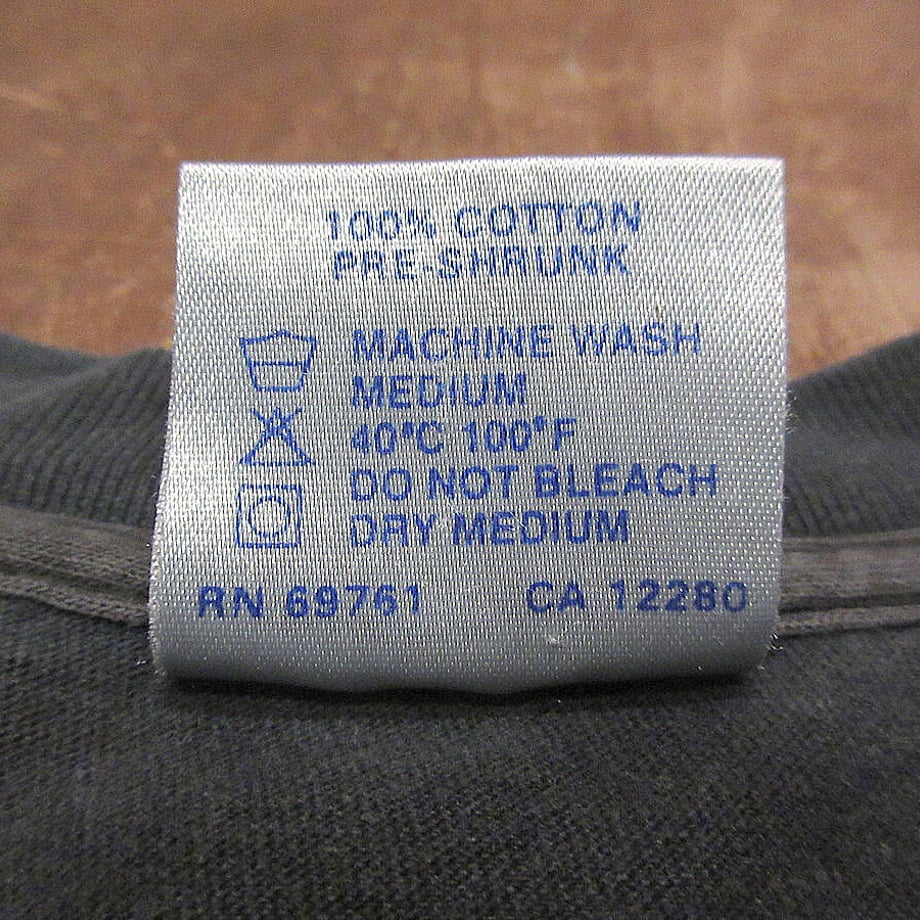 100% COTTON
PRE-SHRUNK
MACHINE WASH
MEDIUM
40°C 100°F
DO NOT BLEACH
DRY MEDIUM
RN 69761 CA 12280